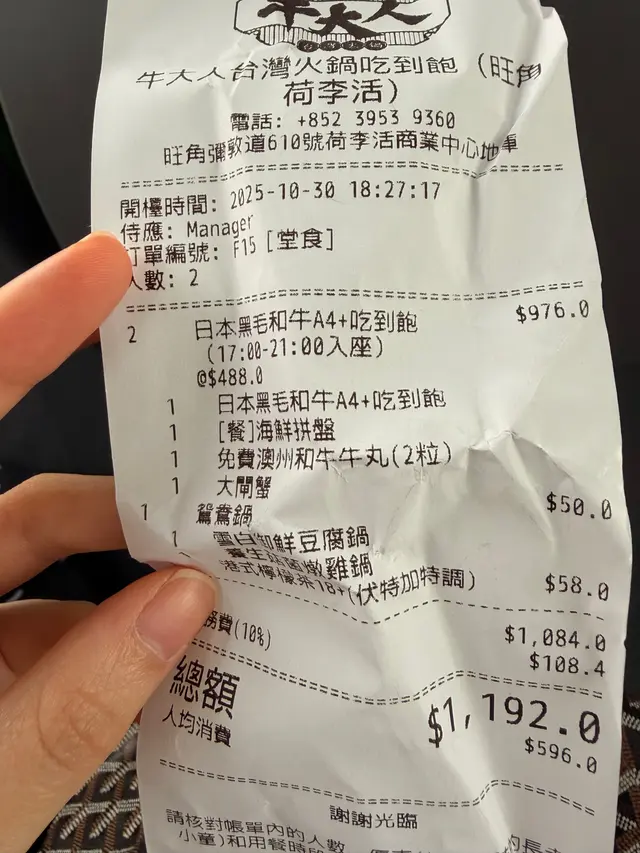 牛大人
台灣火鍋
牛大人台灣火鍋吃到飽(旺角
荷李活)
電話: +852 3953 9360
旺角彌敦道610號荷李活商業中心地庫
開檯時間: 2025-10-30 18:27:17
侍應: Manager
訂單編號: F15 [堂食]
人數: 2
2 日本黑毛和牛A4+吃到飽 $976.0
(17:00-21:00入座)
@$488.0
1 日本黑毛和牛A4+吃到飽
1 [餐]海鮮拼盤
1 免費澳州和牛牛丸(2粒)
1 大閘蟹
1 鴛鴦鍋 $50.0
1 鮮豆腐鍋
養生 燉雞鍋
港式檸檬茶18+(伏特加特調) $58.0
$1,084.0
務費(10%) $108.4
總額 $1,192.0
人均消費 $596.0
謝謝光臨
請核對帳單內的人數
小童)和用餐時